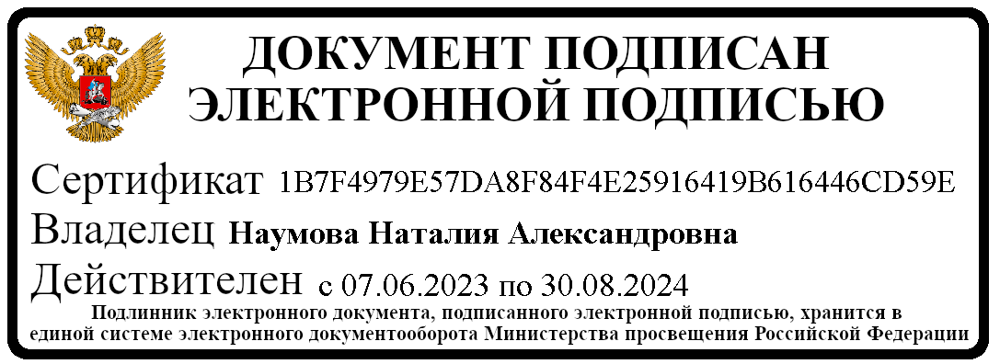 ДОКУМЕНТ ПОДПИСАН
ЭЛЕКТРОННОЙ ПОДПИСЬЮ
Сертификат 1B7F4979E57DA8F84F4E25916419B616446CD59E
Владелец Наумова Наталия Александровна
Действителен с 07.06.2023 по 30.08.2024
Подлинник электронного документа, подписанного электронной подписью, хранится в
единой системе электронного документооборота Министерства просвещения Российской Федерации